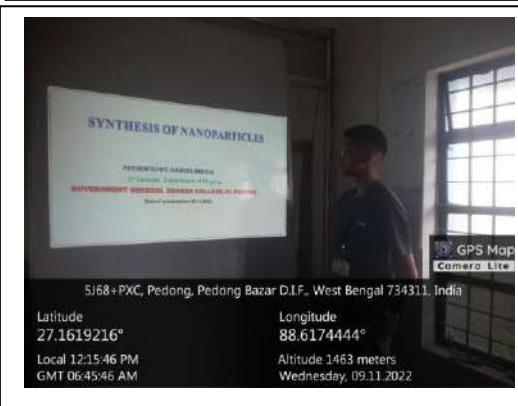 SYNTHESIS OF NANOPARTICLES
GOVERNMENT GENERAL DEGREE COLLEGE AT PEDONG
GPS Map
Camera Lite
5J68+PXC, Pedong, Pedong Bazar D.I.F., West Bengal 734311, India
Latitude
27.1619216°
Longitude
88.6174444°
Local 12:15:46 PM
GMT 06:45:46 AM
Altitude 1463 meters
Wednesday, 09.11.2022